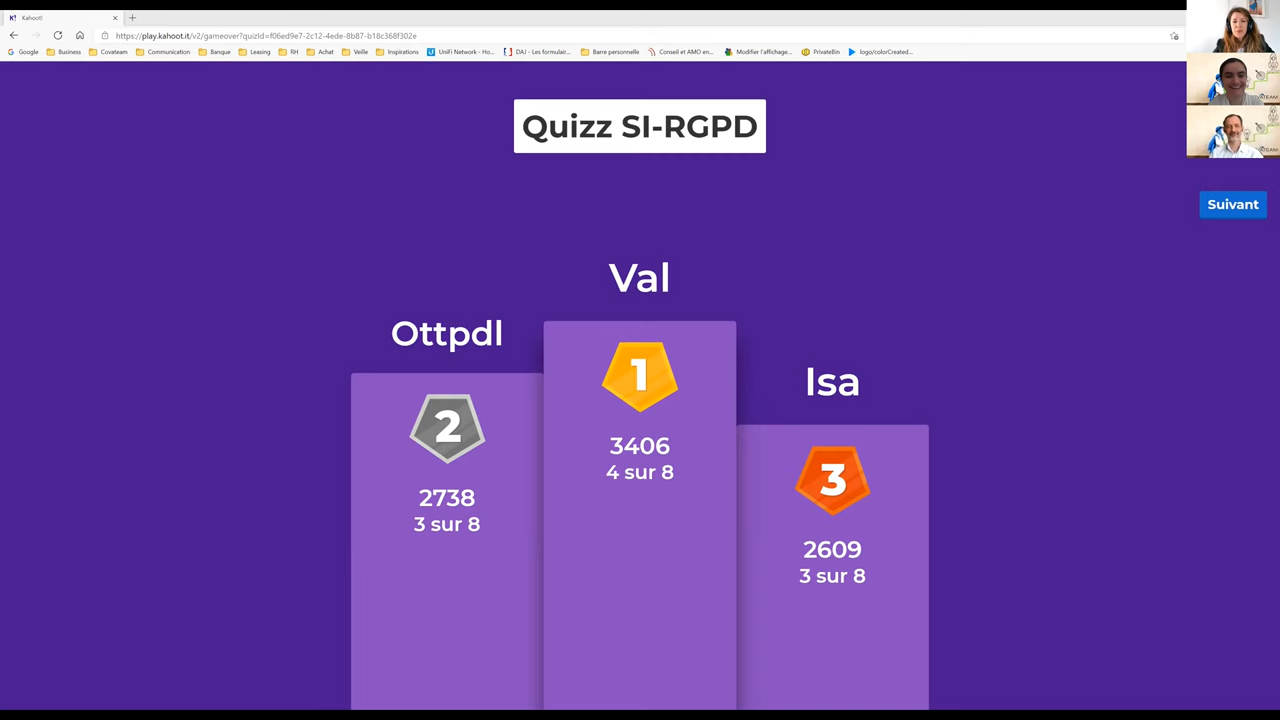 K! Kahoot!
https://play.kahoot.it/v2/gameover?quizId=f06ed9e7-2c12-4ede-8b87-b18c368f302e
Google Business Covateam Communication Banque Leasing RH Achat Veille Inspirations UniFi Network - Ho... DAJ - Les formulair... Barre personnelle Conseil et AMO en... Modifier l'affichage... PrivateBin logo/colorCreated...
Quizz SI-RGPD
Suivant
Val
Ottpdl
1
Isa
2
3406
4 sur 8
3
2738
3 sur 8
2609
3 sur 8